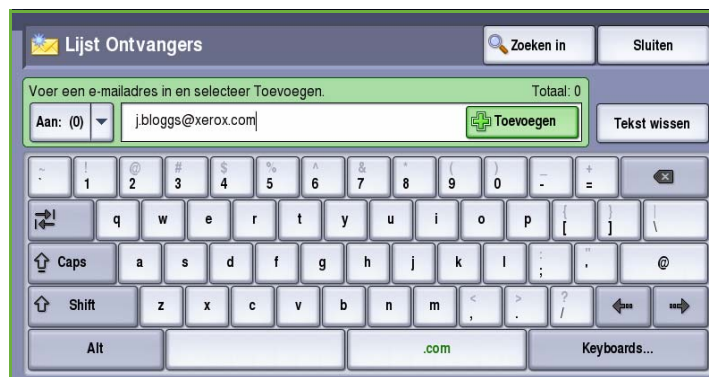 Lijst Ontvangers Zoeken in Sluiten
Voer een e-mailadres in en selecteer Toevoegen. Totaal: 0
Aan: (0) j.bloggs@xerox.com Toevoegen Tekst wissen
~ ! @ # $ % ^ & * ( ) _ +
` 1 2 3 4 5 6 7 8 9 0 - =
q w e r t y u i o p { [ } ] | \
Caps a s d f g h j k l : ; " ' @
Shift z x c v b n m < , > . ? /
Alt .com Keyboards...